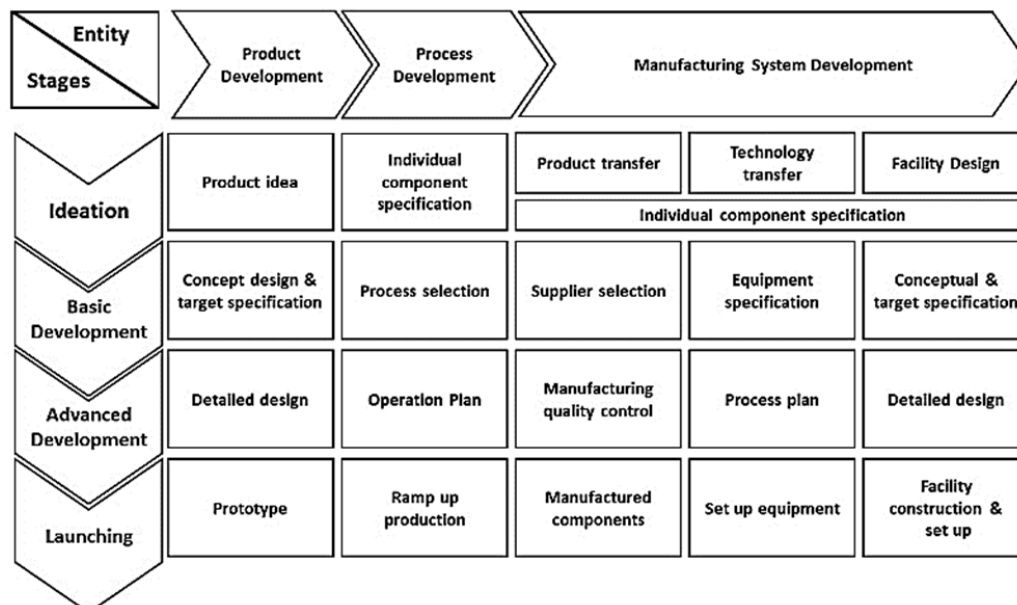 Entity
Stages
Product
Development
Process
Development
Manufacturing System Development
Ideation
Product idea
Individual
component
specification
Product transfer
Technology
transfer
Facility Design
Individual component specification
Basic
Development
Concept design &
target specification
Process selection
Supplier selection
Equipment
specification
Conceptual &
target specification
Advanced
Development
Detailed design
Operation Plan
Manufacturing
quality control
Process plan
Detailed design
Launching
Prototype
Ramp up
production
Manufactured
components
Set up equipment
Facility
construction &
set up